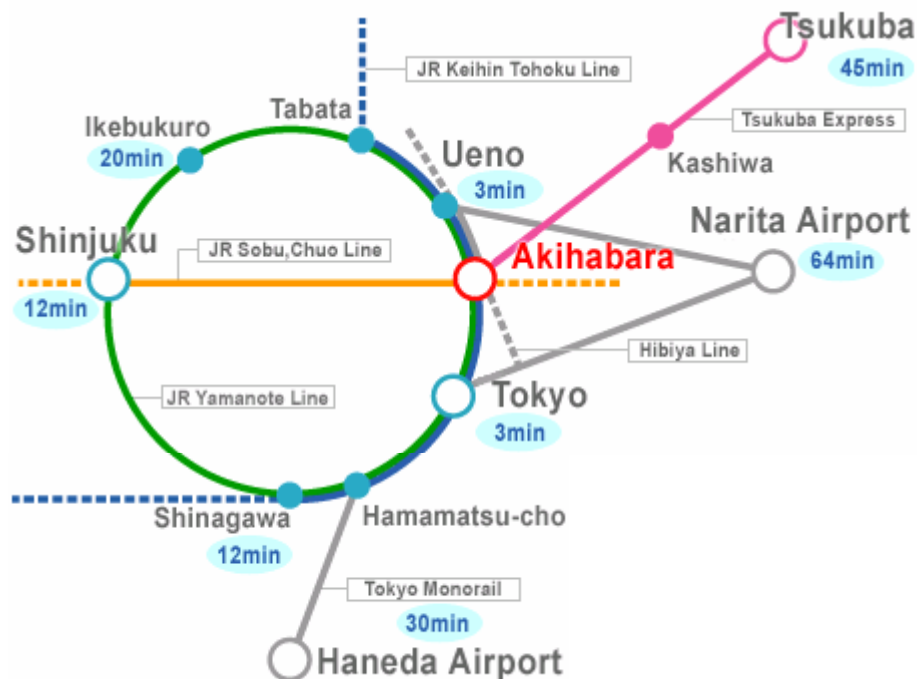 Tsukuba
45min
JR Keihin Tohoku Line
Tabata
Tsukuba Express
Ikebukuro
20min
Ueno
3min
Kashiwa
Narita Airport
64min
Shinjuku
12min
JR Sobu,Chuo Line
Akihabara
Hibiya Line
JR Yamanote Line
Tokyo
3min
Shinagawa
12min
Hamamatsu-cho
Tokyo Monorail
30min
Haneda Airport